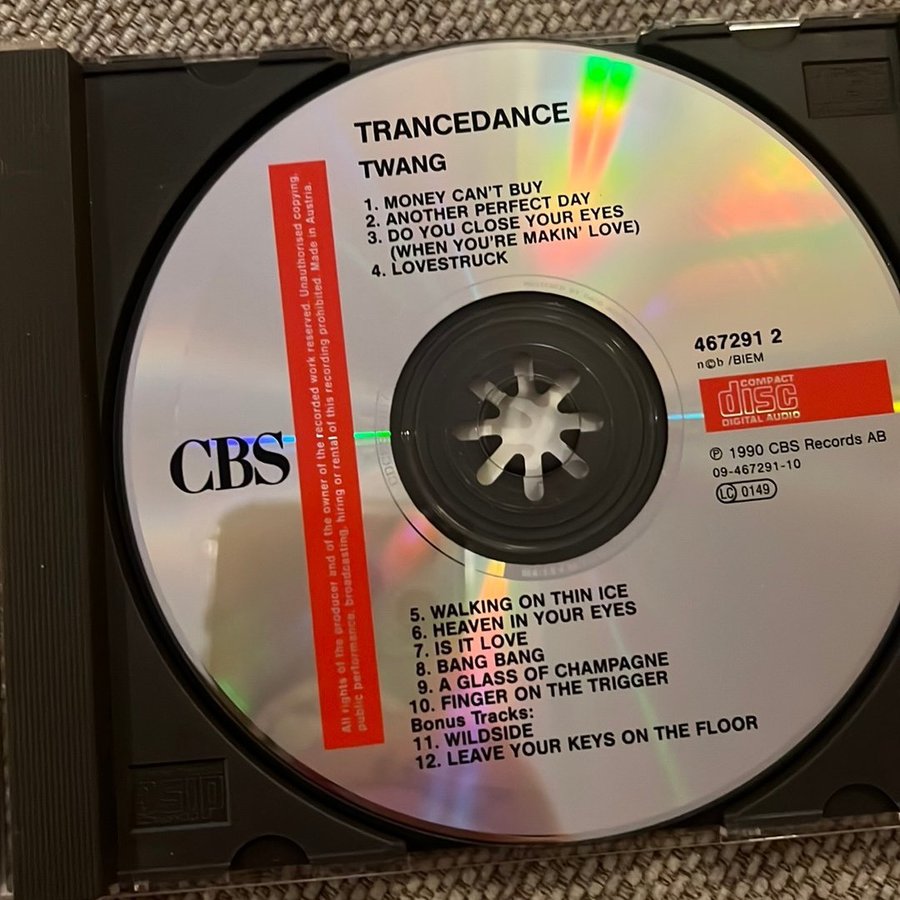 TRANCEDANCE
TWANG
1. MONEY CAN'T BUY
2. ANOTHER PERFECT DAY
3. DO YOU CLOSE YOUR EYES
(WHEN YOU'RE MAKIN' LOVE)
4. LOVESTRUCK
467291 2
n©b /BIEM
COMPACT
disc
DIGITAL AUDIO
℗ 1990 CBS Records AB
09-467291-10
LC 0149
CBS
All rights of the producer and of the owner of the recorded work reserved. Unauthorised copying,
public performance, broadcasting, hiring or rental of this recording prohibited. Made in Austria.
5. WALKING ON THIN ICE
6. HEAVEN IN YOUR EYES
7. IS IT LOVE
8. BANG BANG
9. A GLASS OF CHAMPAGNE
10. FINGER ON THE TRIGGER
Bonus Tracks:
11. WILDSIDE
12. LEAVE YOUR KEYS ON THE FLOOR